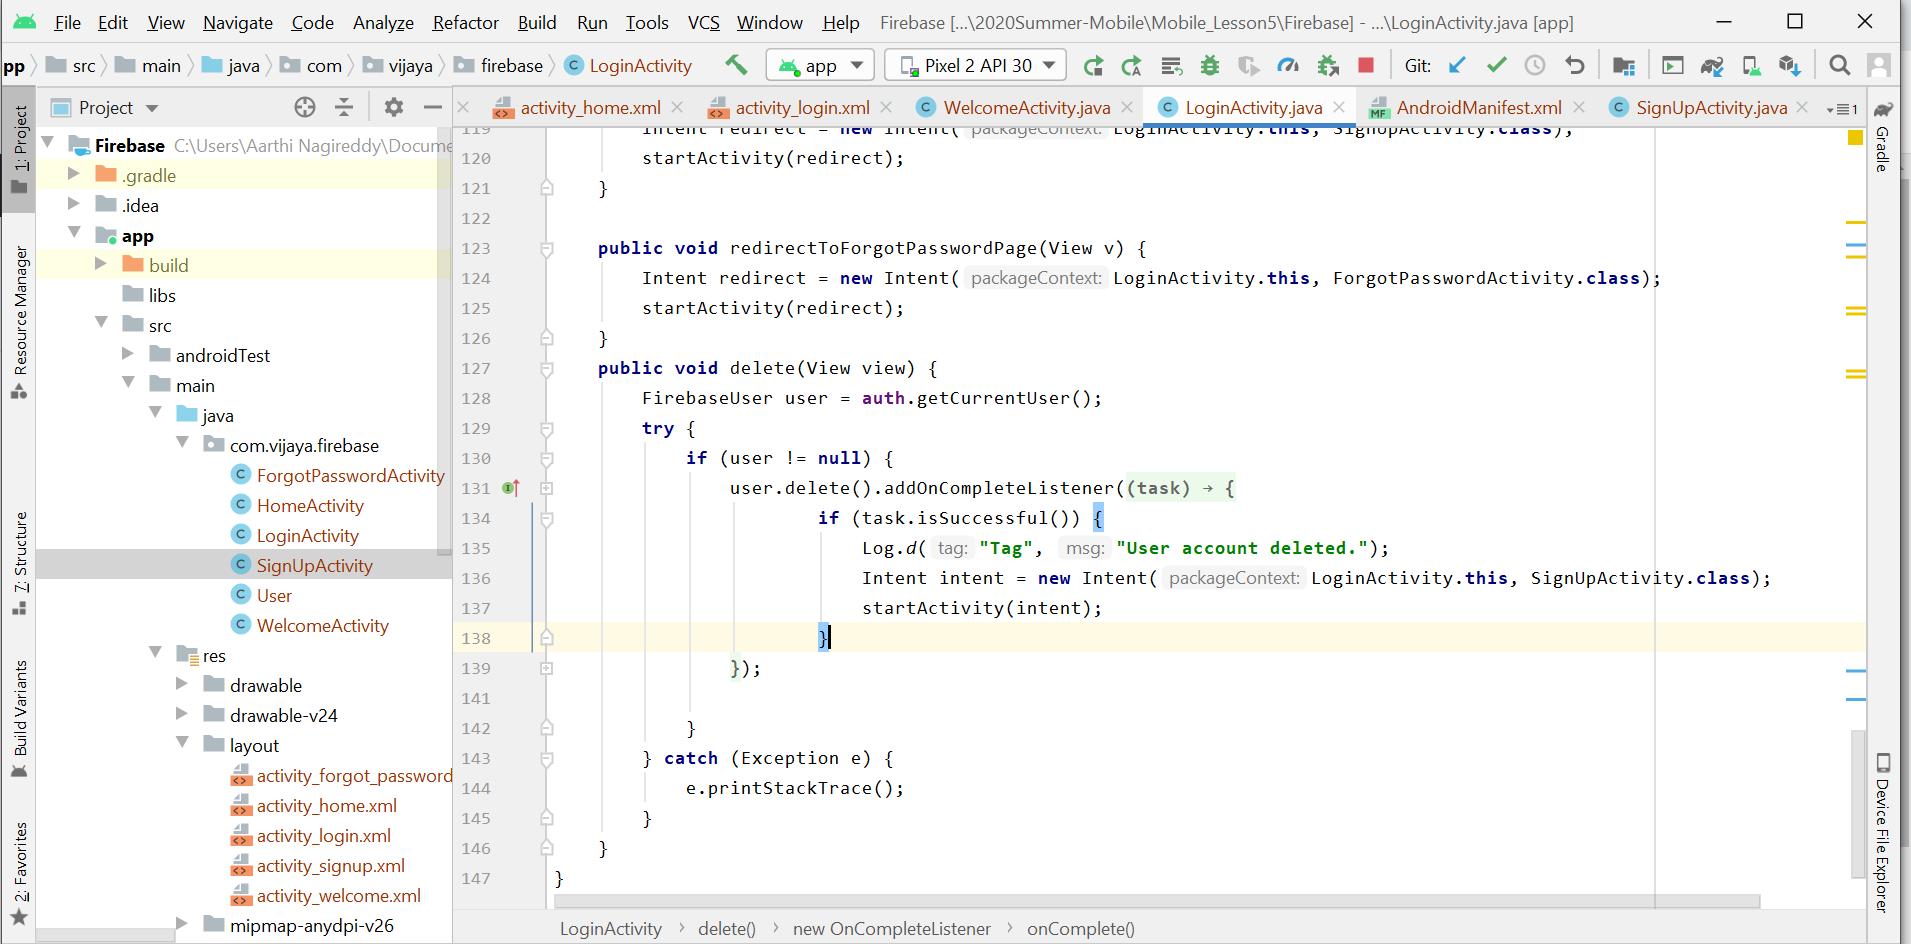 File Edit View Navigate Code Analyze Refactor Build Run Tools VCS Window Help Firebase [...\2020Summer-Mobile\Mobile_Lesson5\Firebase] - ...\LoginActivity.java [app]
pp src main java com vijaya firebase C LoginActivity app Pixel 2 API 30 Git:
Project
activity_home.xml activity_login.xml C WelcomeActivity.java C LoginActivity.java MF AndroidManifest.xml C SignUpActivity.java 1
1: Project
Resource Manager
7: Structure
Build Variants
2: Favorites
Firebase C:\Users\Aarthi Nagireddy\Docume
.gradle
.idea
app
build
libs
src
androidTest
main
java
com.vijaya.firebase
C ForgotPasswordActivity
C HomeActivity
C LoginActivity
C SignUpActivity
C User
C WelcomeActivity
res
drawable
drawable-v24
layout
activity_forgot_password
activity_home.xml
activity_login.xml
activity_signup.xml
activity_welcome.xml
mipmap-anydpi-v26
119 Intent redirect = new Intent( packageContext: LoginActivity.this, SignUpActivity.class);
120 startActivity(redirect);
121 }
122
123 public void redirectToForgotPasswordPage(View v) {
124 Intent redirect = new Intent( packageContext: LoginActivity.this, ForgotPasswordActivity.class);
125 startActivity(redirect);
126 }
127 public void delete(View view) {
128 FirebaseUser user = auth.getCurrentUser();
129 try {
130 if (user != null) {
131 user.delete().addOnCompleteListener((task) → {
134 if (task.isSuccessful()) {
135 Log.d( tag: "Tag", msg: "User account deleted.");
136 Intent intent = new Intent( packageContext: LoginActivity.this, SignUpActivity.class);
137 startActivity(intent);
138 }
139 });
141
142 }
143 } catch (Exception e) {
144 e.printStackTrace();
145 }
146 }
147 }
LoginActivity › delete() › new OnCompleteListener › onComplete()
Gradle
Device File Explorer